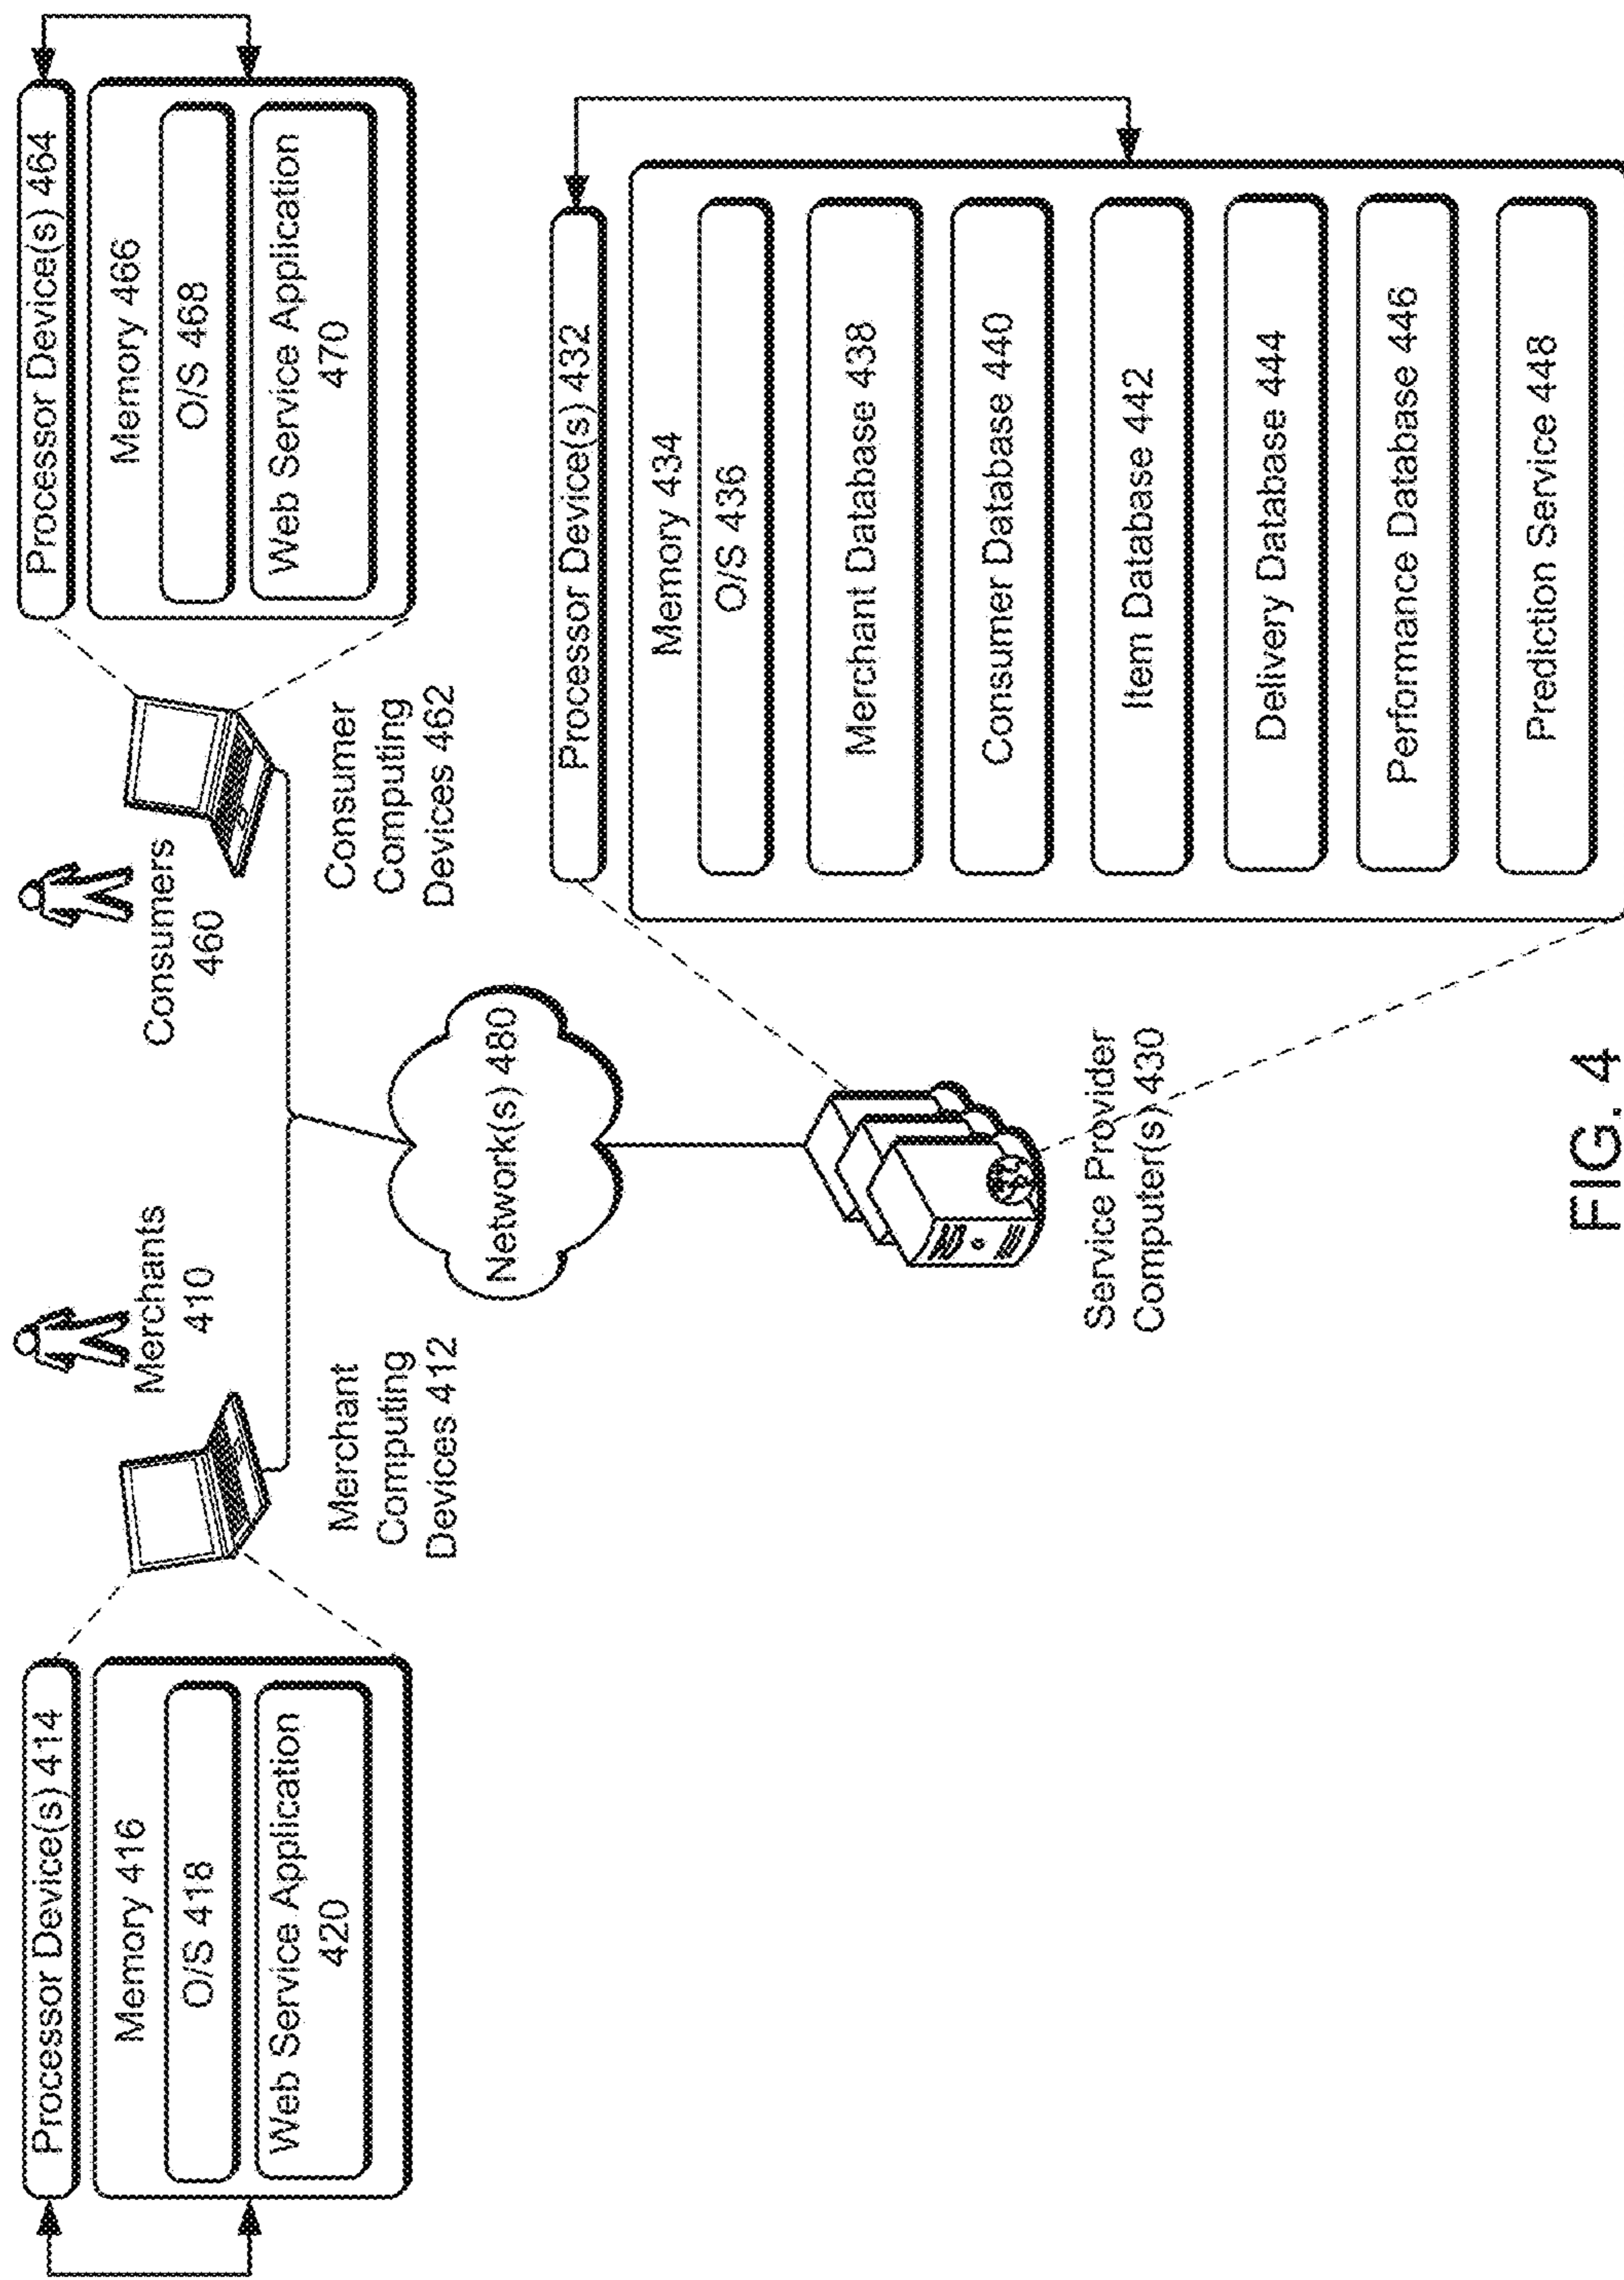 Processor Device(s) 414
Memory 416
O/S 418
Web Service Application
420
Merchants
410
Merchant
Computing
Devices 412
Consumers
460
Consumer
Computing
Devices 462
Processor Device(s) 464
Memory 466
O/S 468
Web Service Application
470
Network(s) 480
Service Provider
Computer(s) 430
Processor Device(s) 432
Memory 434
O/S 436
Merchant Database 438
Consumer Database 440
Item Database 442
Delivery Database 444
Performance Database 446
Prediction Service 448
FIG. 4